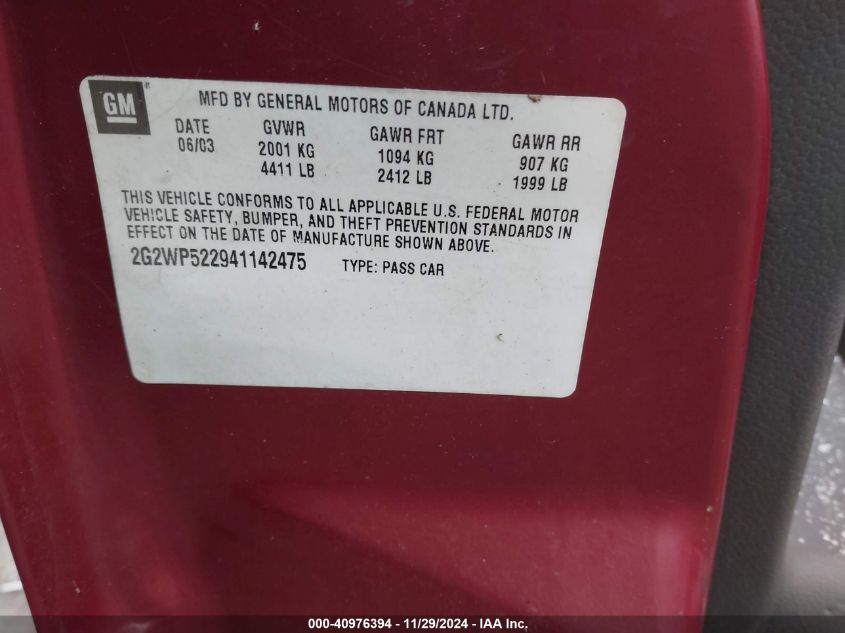 GM
MFD BY GENERAL MOTORS OF CANADA LTD.
DATE GVWR GAWR FRT GAWR RR
06/03 2001 KG 1094 KG 907 KG
4411 LB 2412 LB 1999 LB
THIS VEHICLE CONFORMS TO ALL APPLICABLE U.S. FEDERAL MOTOR
VEHICLE SAFETY, BUMPER, AND THEFT PREVENTION STANDARDS IN
EFFECT ON THE DATE OF MANUFACTURE SHOWN ABOVE.
2G2WP522941142475 TYPE: PASS CAR
000-40976394 - 11/29/2024 - IAA Inc.